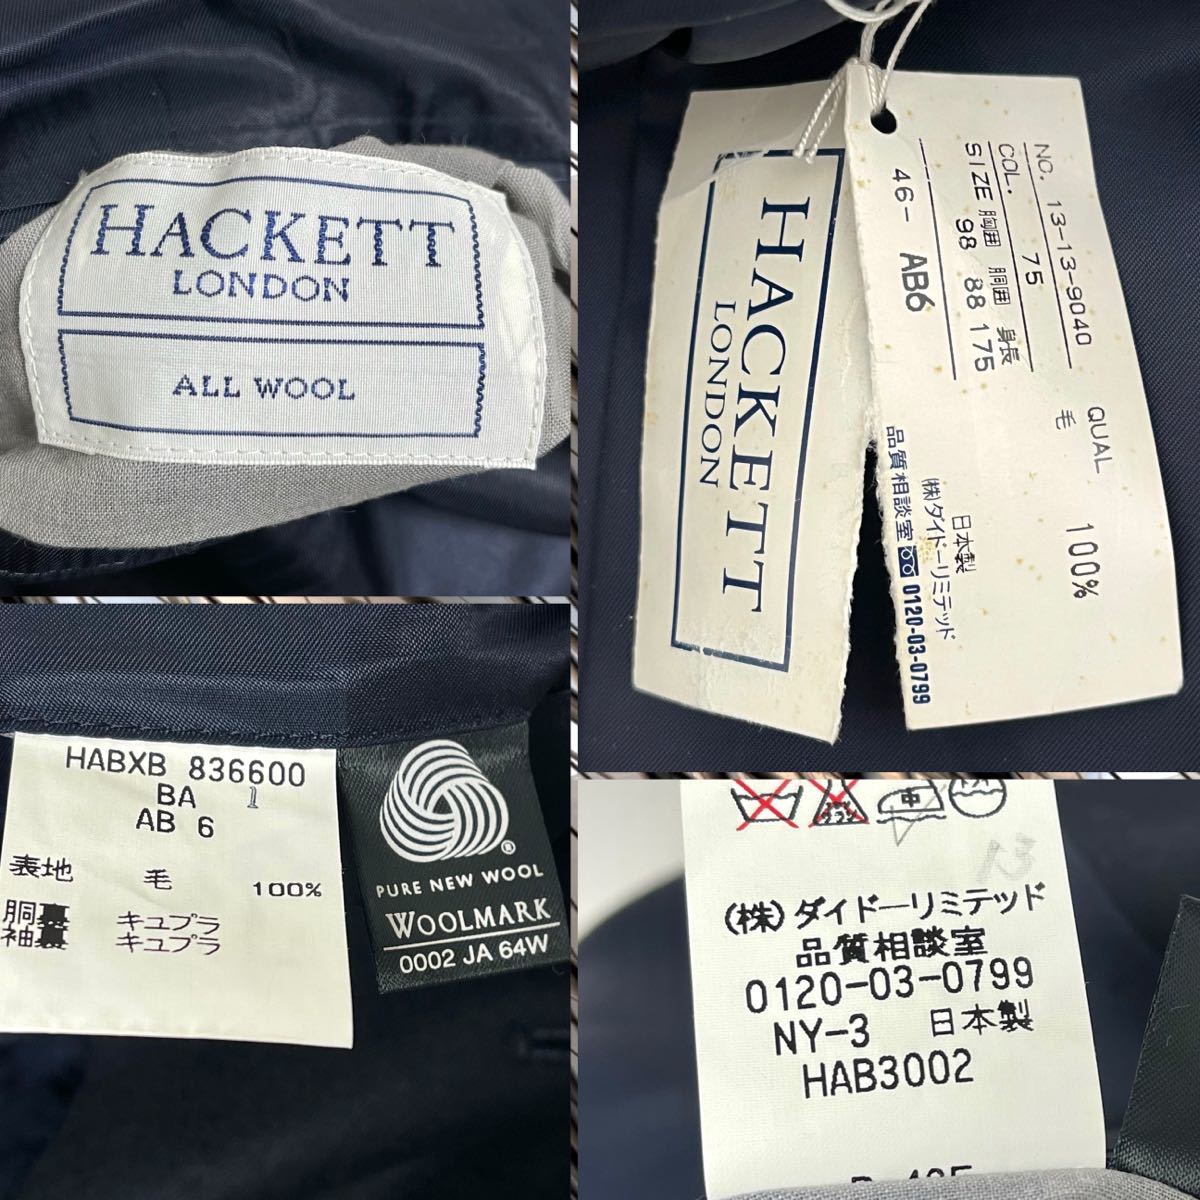 HACKETT
LONDON
ALL WOOL
HACKETT
LONDON
NO. 13-13-9040
COL. 75
SIZE 胸囲 胴囲 身長
98 88 175
46- AB6
QUAL
毛 100%
日本製
(株)ダイドーリミテッド
品質相談室 0120-03-0799
HABXB 836600
BA 1
AB 6
表地 毛 100%
胴裏 キュプラ
袖裏 キュプラ
PURE NEW WOOL
WOOLMARK
0002 JA 64W
中
13
(株)ダイドーリミテッド
品質相談室
0120-03-0799
NY-3 日本製
HAB3002